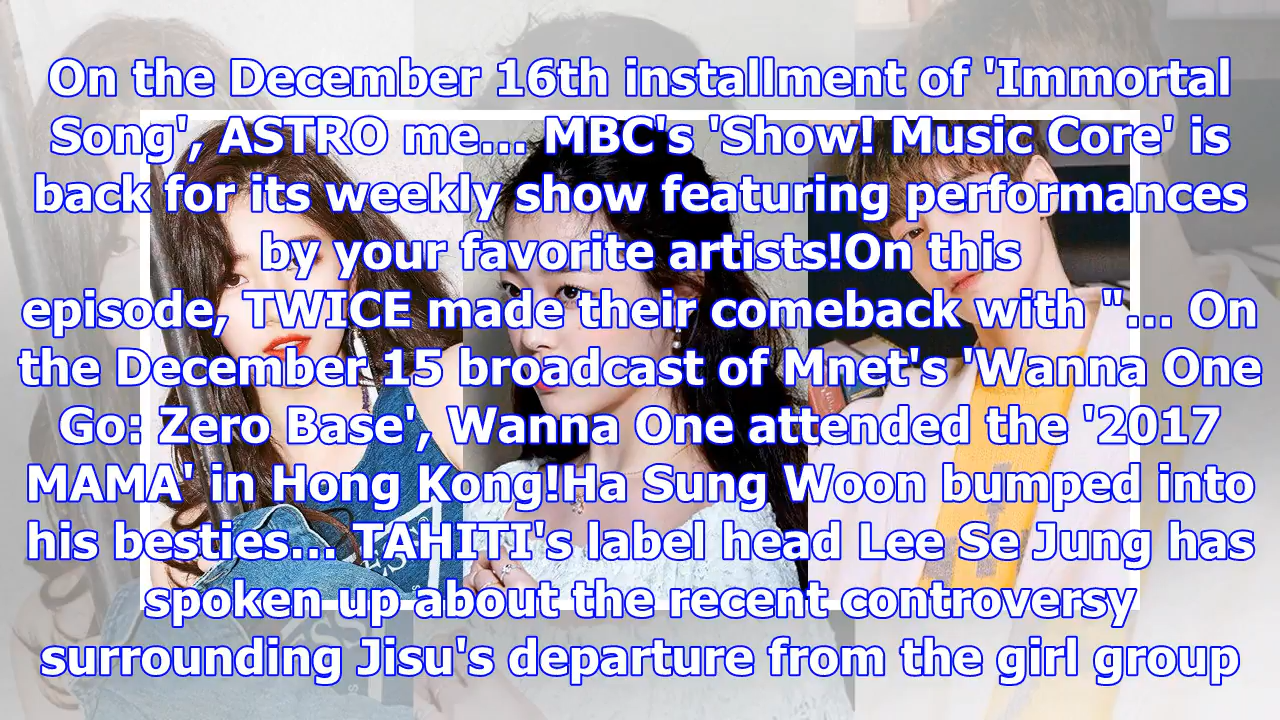 On the December 16th installment of 'Immortal
Song', ASTRO me... MBC's 'Show! Music Core' is
back for its weekly show featuring performances
by your favorite artists!On this
episode, TWICE made their comeback with "... On
the December 15 broadcast of Mnet's 'Wanna One
Go: Zero Base', Wanna One attended the '2017
MAMA' in Hong Kong!Ha Sung Woon bumped into
his besties... TAHITI's label head Lee Se Jung has
spoken up about the recent controversy
surrounding Jisu's departure from the girl group